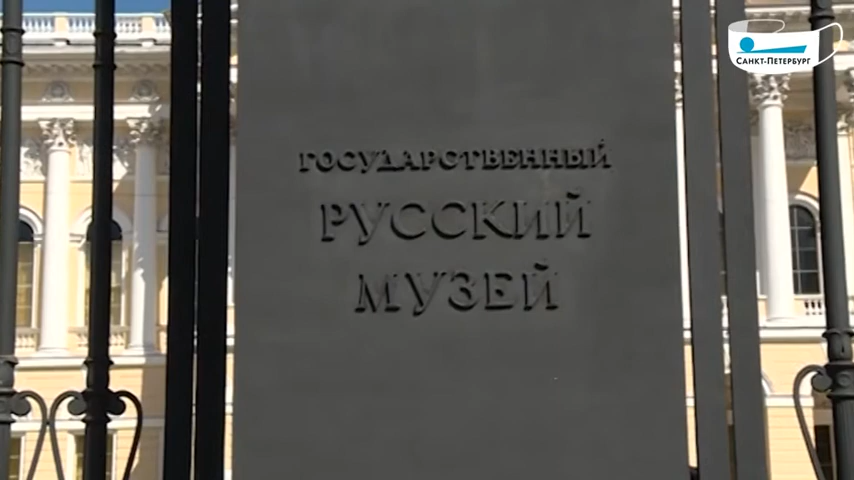 Санкт-Петербург
ГОСУДАРСТВЕННЫЙ
РУССКИЙ
МУЗЕЙ